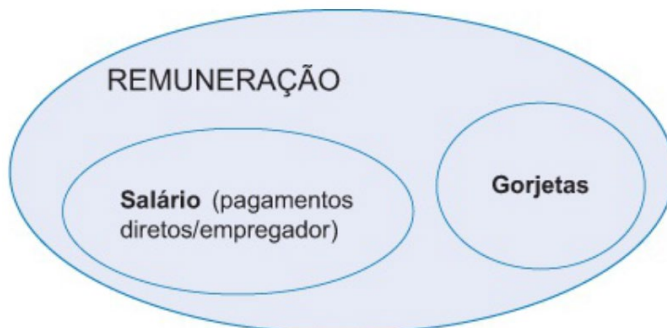 REMUNERAÇÃO
Salário (pagamentos
diretos/empregador)
Gorjetas